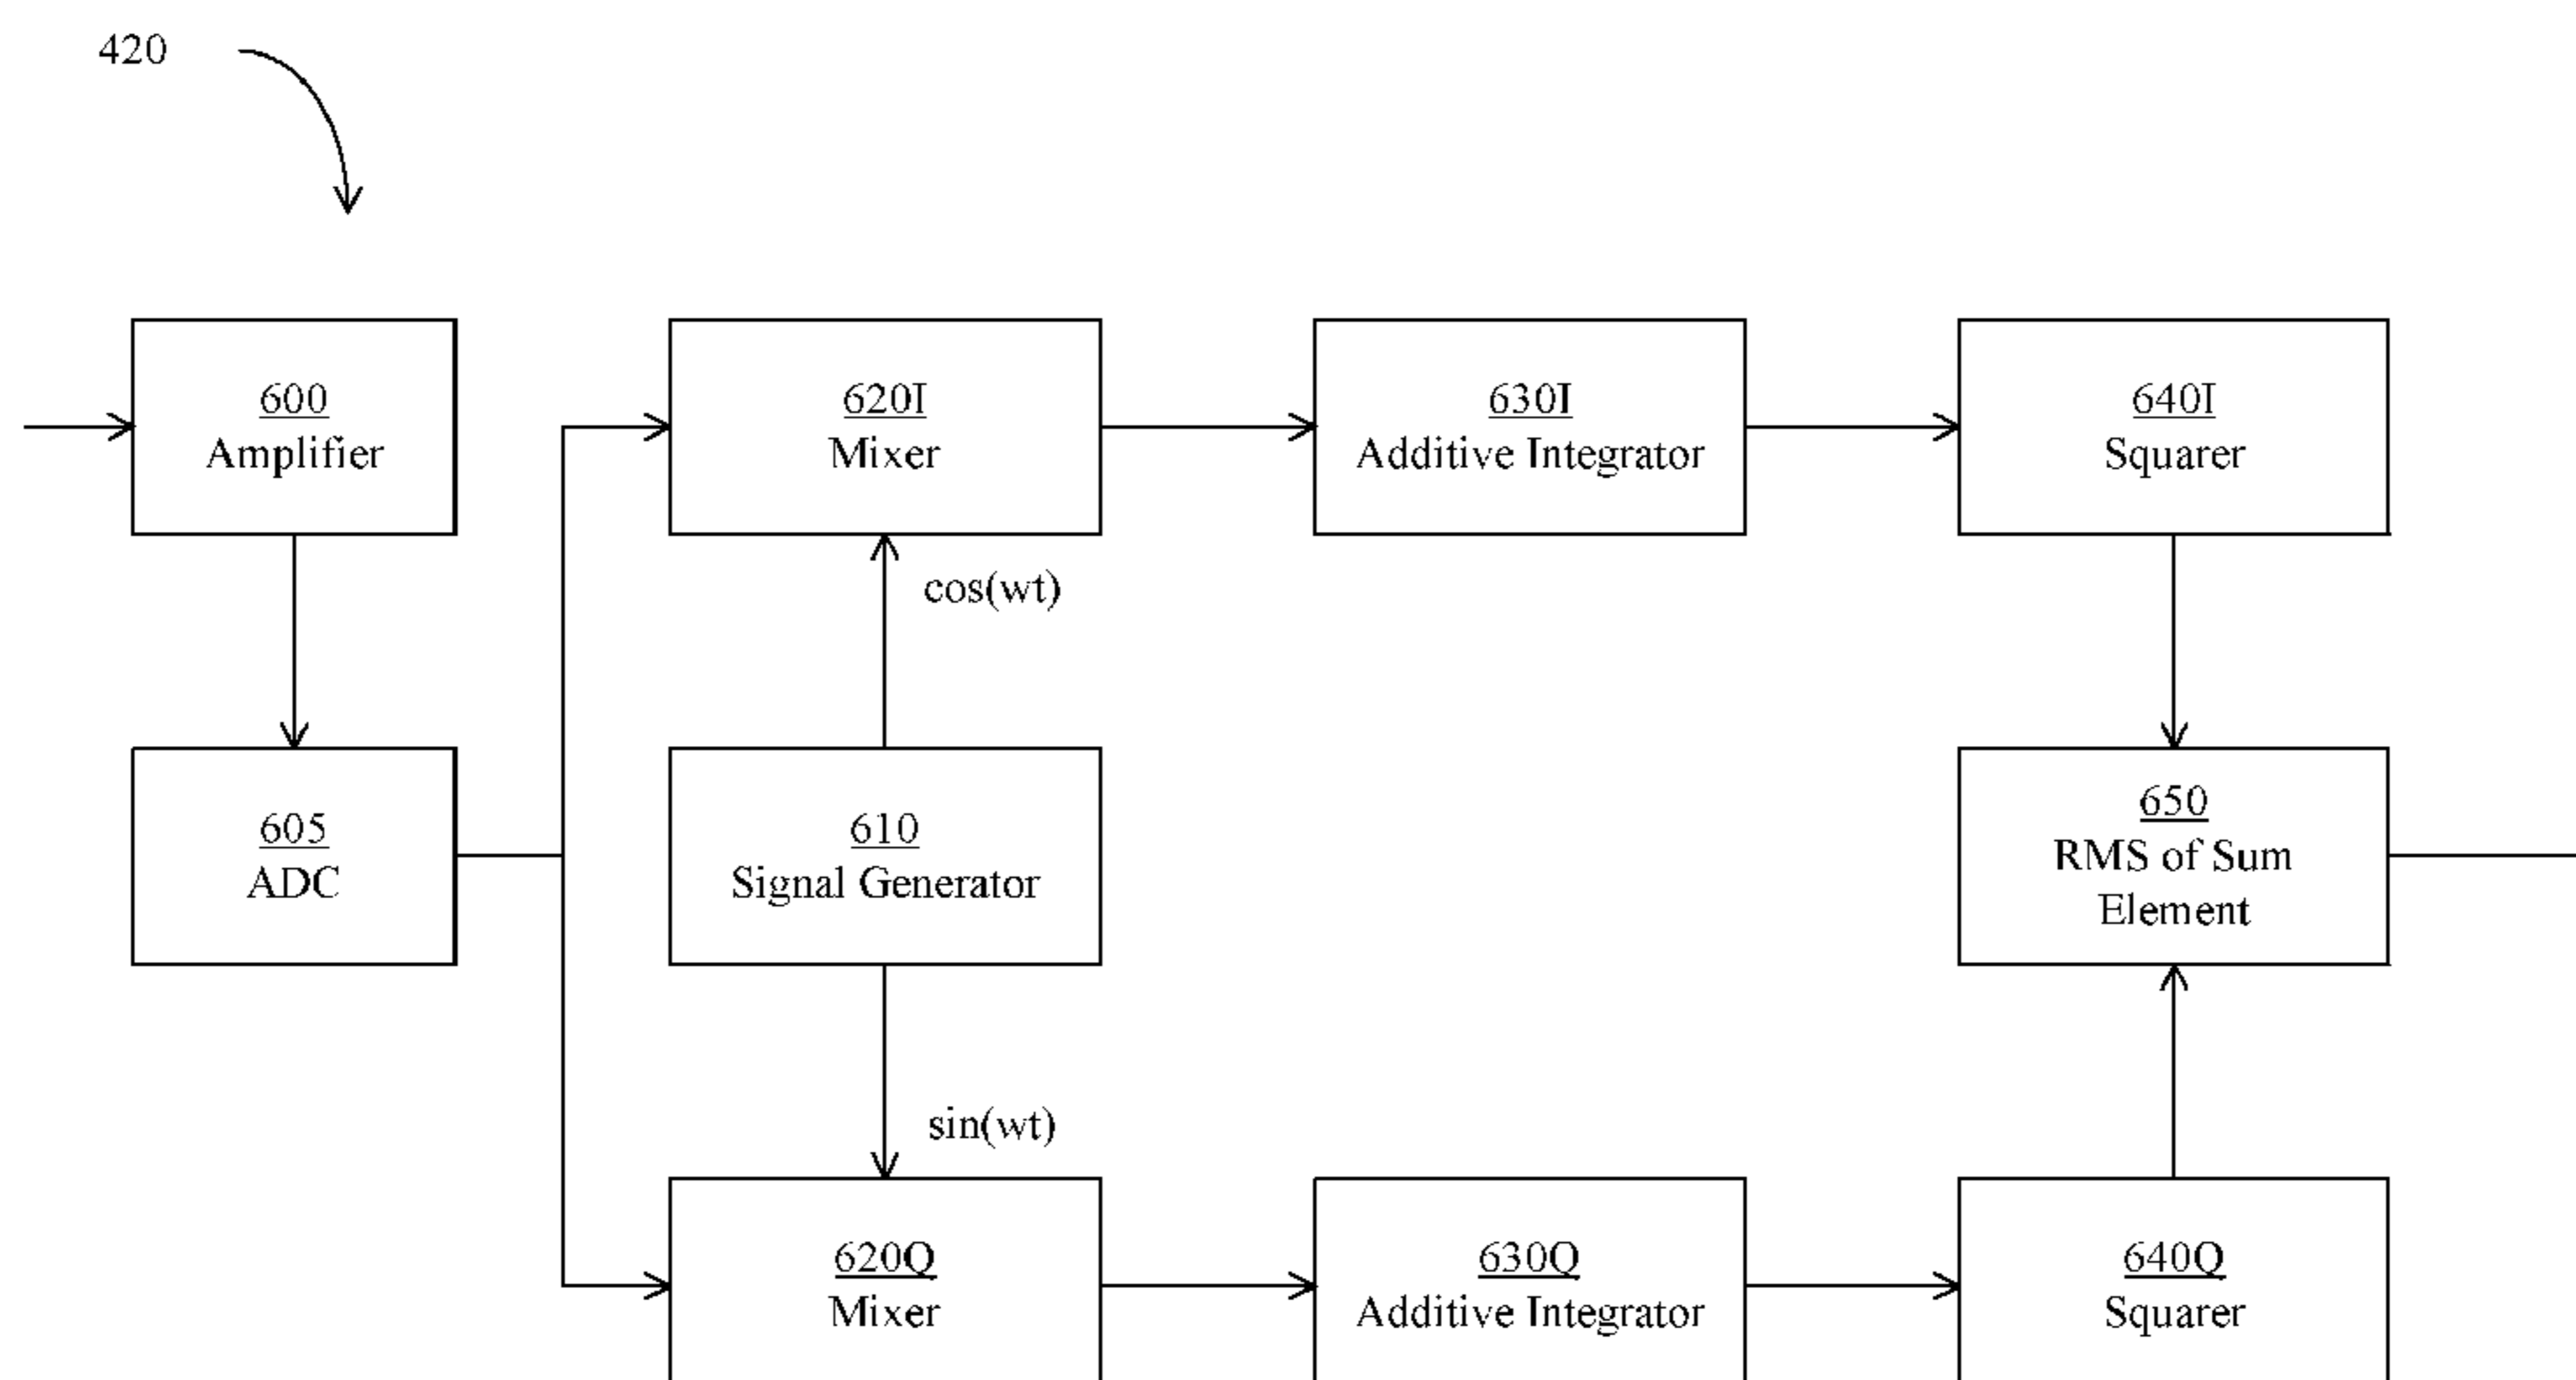 420
600
Amplifier
620I
Mixer
630I
Additive Integrator
640I
Squarer
cos(wt)
605
ADC
610
Signal Generator
650
RMS of Sum
Element
sin(wt)
620Q
Mixer
630Q
Additive Integrator
640Q
Squarer